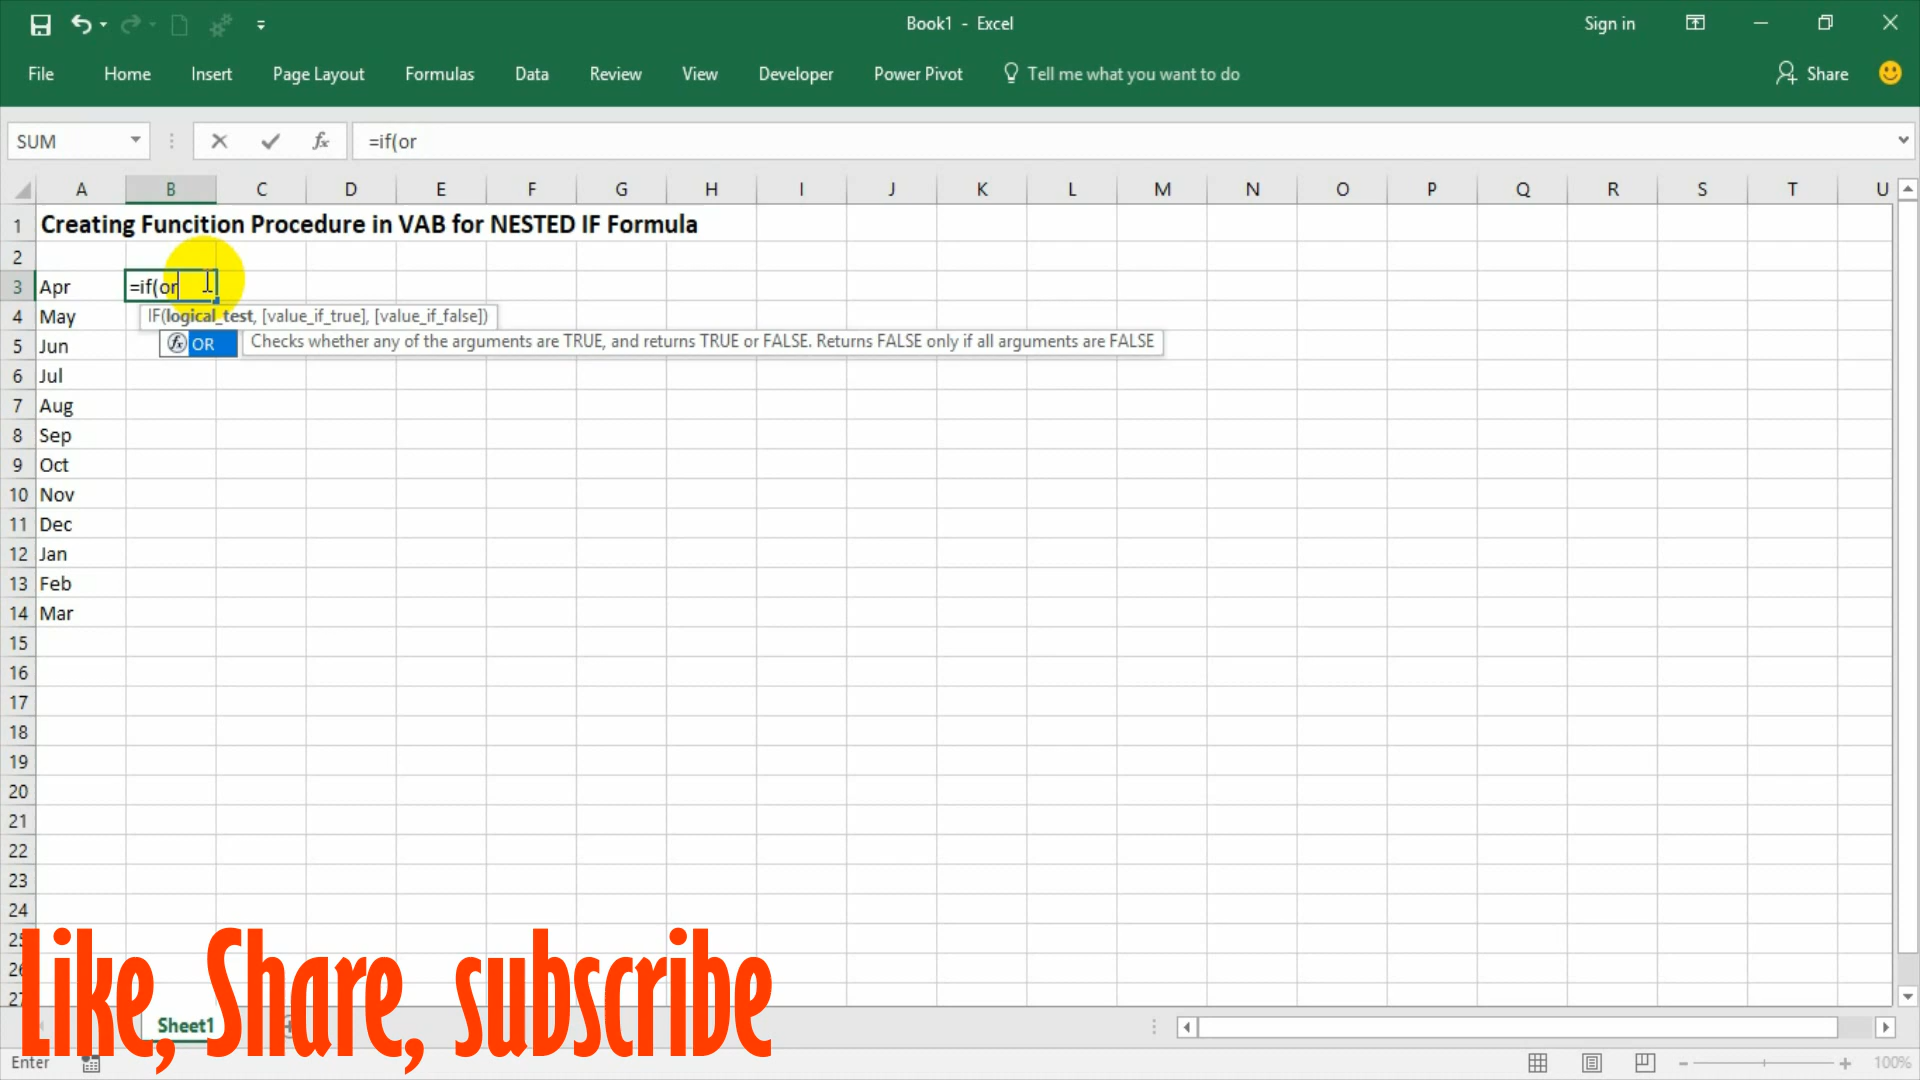 Book1 - Excel
Sign in
File Home Insert Page Layout Formulas Data Review View Developer Power Pivot Tell me what you want to do Share
SUM fx =if(or
A B C D E F G H I J K L M N O P Q R S T U
1 Creating Funcition Procedure in VAB for NESTED IF Formula
2
3 Apr =if(or
4 May IF(logical_test, [value_if_true], [value_if_false])
5 Jun fx OR Checks whether any of the arguments are TRUE, and returns TRUE or FALSE. Returns FALSE only if all arguments are FALSE
6 Jul
7 Aug
8 Sep
9 Oct
10 Nov
11 Dec
12 Jan
13 Feb
14 Mar
15
16
17
18
19
20
21
22
23
24
25
26
27
Like, Share, subscribe
Sheet1
Enter 100%